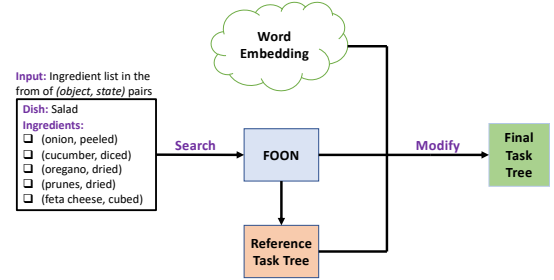 Word
Embedding
Input: Ingredient list in the
from of (object, state) pairs
Dish: Salad
Ingredients:
(onion, peeled)
(cucumber, diced)
(oregano, dried)
(prunes, dried)
(feta cheese, cubed)
Search
FOON
Modify
Final
Task
Tree
Reference
Task Tree